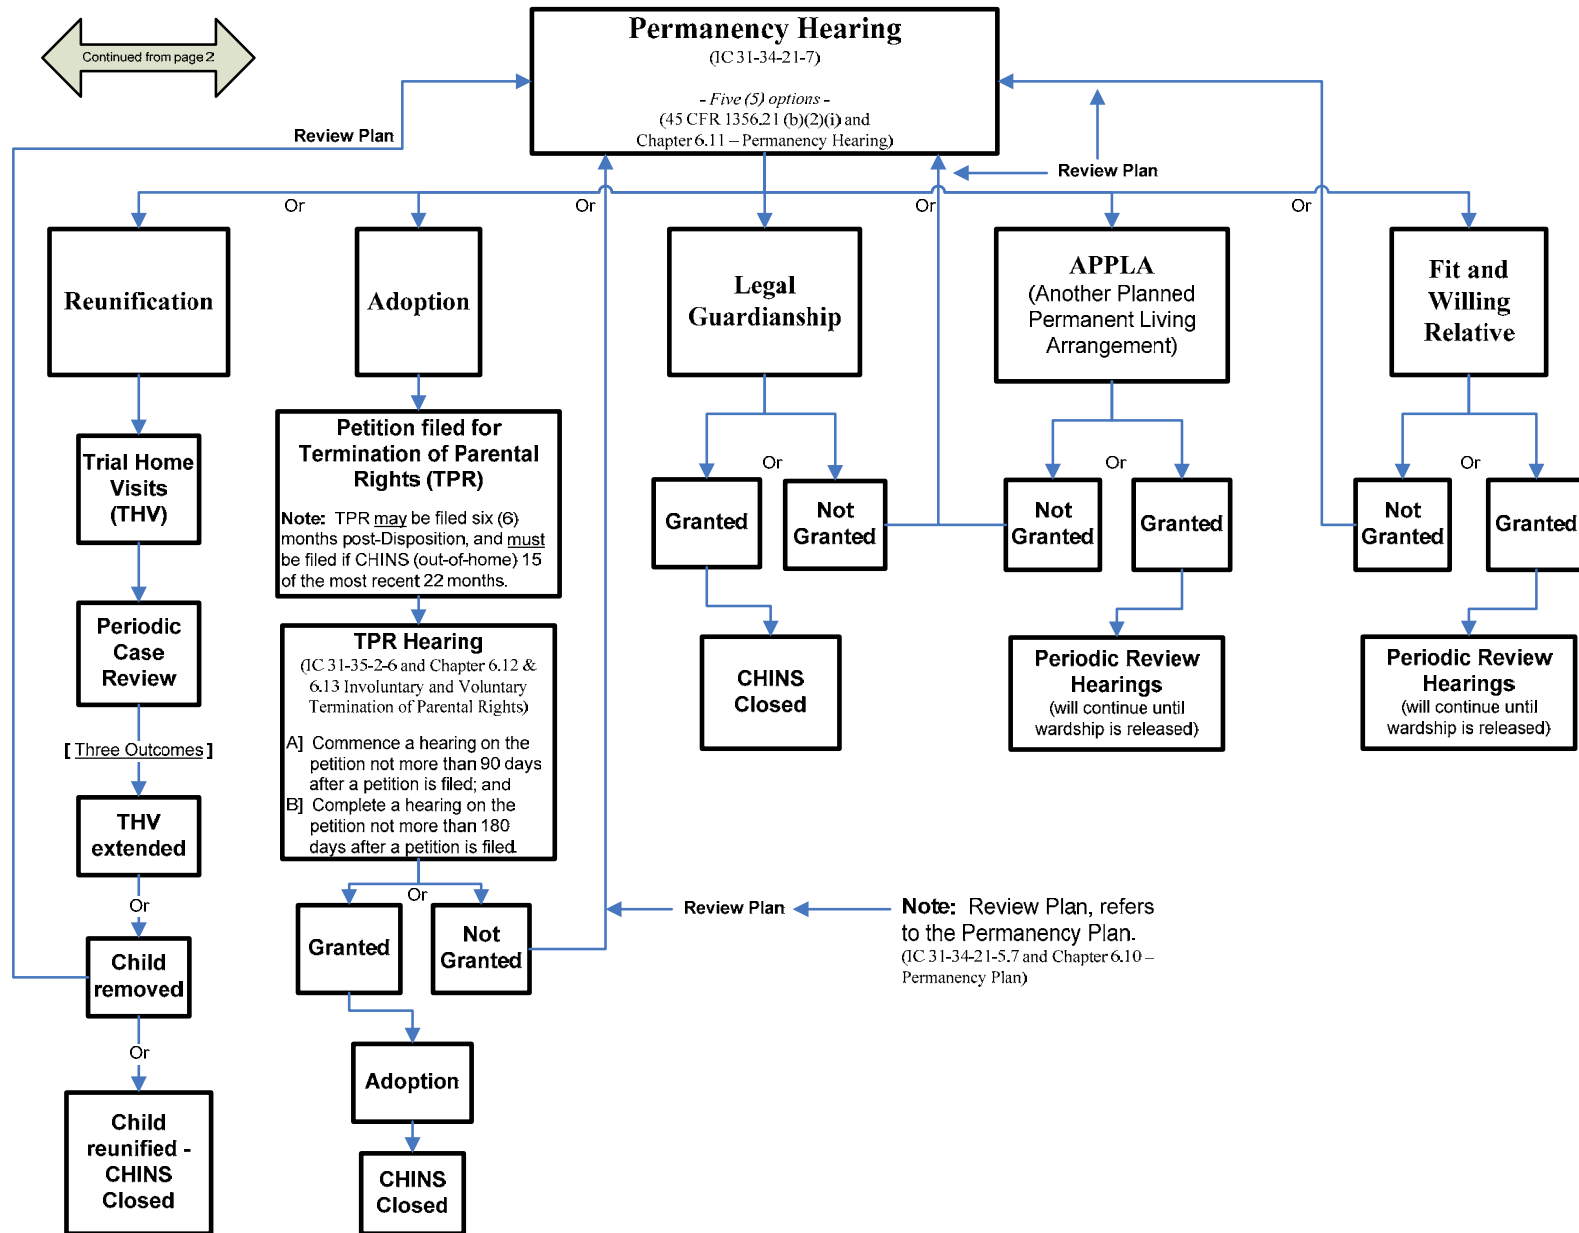 Continued from page 2
Permanency Hearing
(IC 31-34-21-7)
- Five (5) options -
(45 CFR 1356.21 (b)(2)(i) and
Chapter 6.11 – Permanency Hearing)
Review Plan
Review Plan
Or
Or
Or
Or
Reunification
Adoption
Legal
Guardianship
APPLA
(Another Planned
Permanent Living
Arrangement)
Fit and
Willing
Relative
Trial Home
Visits
(THV)
Periodic
Case
Review
[ Three Outcomes ]
THV
extended
Or
Child
removed
Or
Child
reunified -
CHINS
Closed
Petition filed for
Termination of Parental
Rights (TPR)
Note: TPR may be filed six (6)
months post-Disposition, and must
be filed if CHINS (out-of-home) 15
of the most recent 22 months.
TPR Hearing
(IC 31-35-2-6 and Chapter 6.12 &
6.13 Involuntary and Voluntary
Termination of Parental Rights)
A] Commence a hearing on the
petition not more than 90 days
after a petition is filed; and
B] Complete a hearing on the
petition not more than 180
days after a petition is filed.
Or
Granted
Not
Granted
Adoption
CHINS
Closed
Or
Granted
Not
Granted
CHINS
Closed
Or
Not
Granted
Granted
Periodic Review
Hearings
(will continue until
wardship is released)
Or
Not
Granted
Granted
Periodic Review
Hearings
(will continue until
wardship is released)
Review Plan
Note: Review Plan, refers
to the Permanency Plan.
(IC 31-34-21-5.7 and Chapter 6.10 –
Permanency Plan)